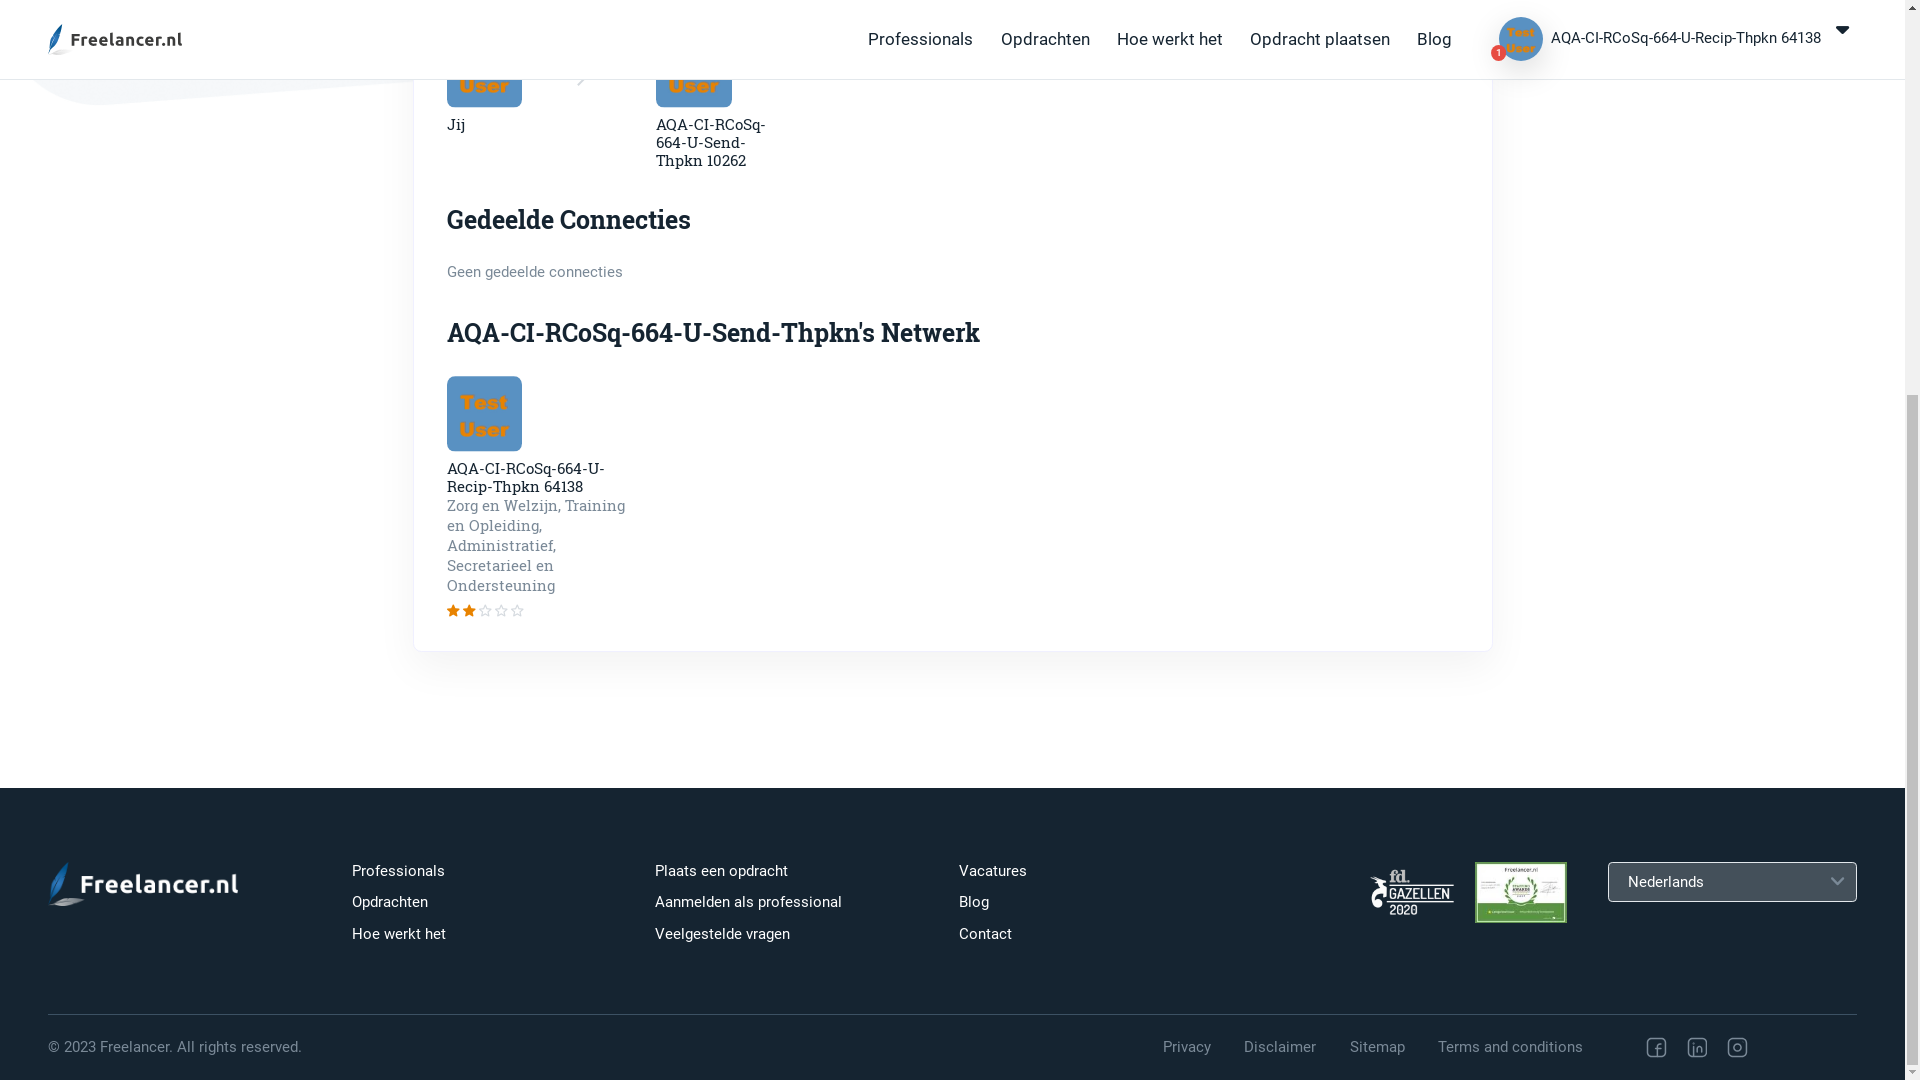 Freelancer.nl
Professionals
Opdrachten
Hoe werkt het
Opdracht plaatsen
Blog
Test
User
1
AQA-CI-RCoSq-664-U-Recip-Thpkn 64138
User
User
Jij
AQA-CI-RCoSq-
664-U-Send-
Thpkn 10262
Gedeelde Connecties
Geen gedeelde connecties
AQA-CI-RCoSq-664-U-Send-Thpkn's Netwerk
Test
User
AQA-CI-RCoSq-664-U-
Recip-Thpkn 64138
Zorg en Welzijn, Training
en Opleiding,
Administratief,
Secretarieel en
Ondersteuning
Freelancer.nl
Professionals
Opdrachten
Hoe werkt het
Plaats een opdracht
Aanmelden als professional
Veelgestelde vragen
Vacatures
Blog
Contact
fd.
GAZELLEN
2020
Freelancer.nl
Nederlands
© 2023 Freelancer. All rights reserved.
Privacy
Disclaimer
Sitemap
Terms and conditions